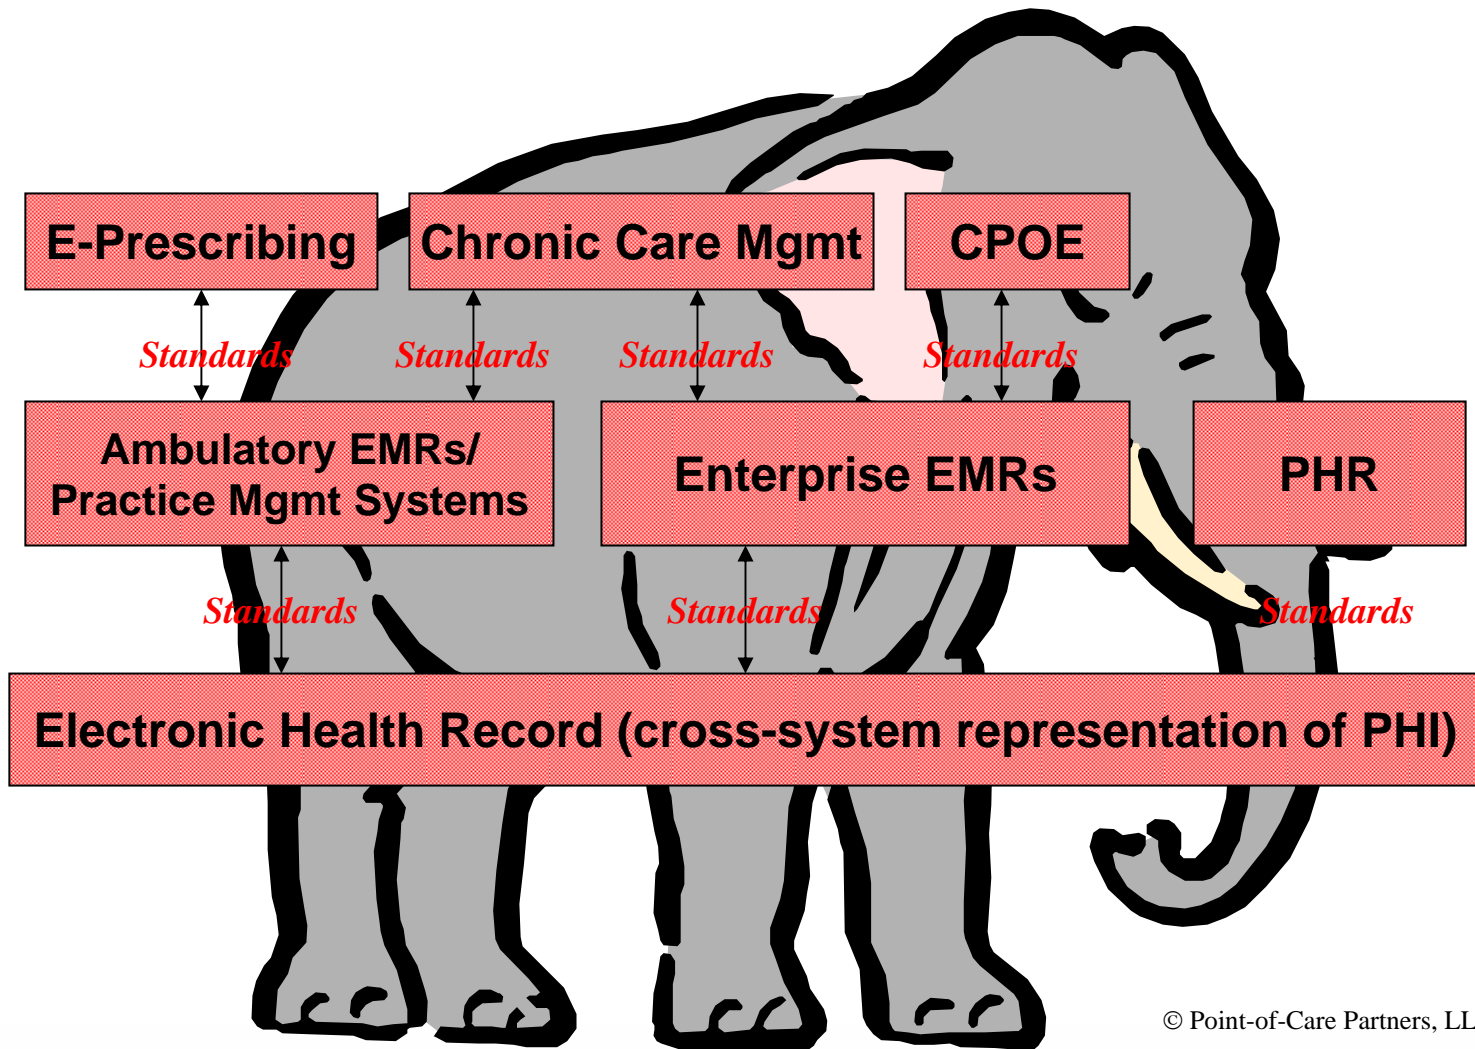 E-Prescribing
Chronic Care Mgmt
CPOE
Standards
Standards
Standards
Standards
Ambulatory EMRs/
Practice Mgmt Systems
Enterprise EMRs
PHR
Standards
Standards
Standards
Electronic Health Record (cross-system representation of PHI)
© Point-of-Care Partners, LL